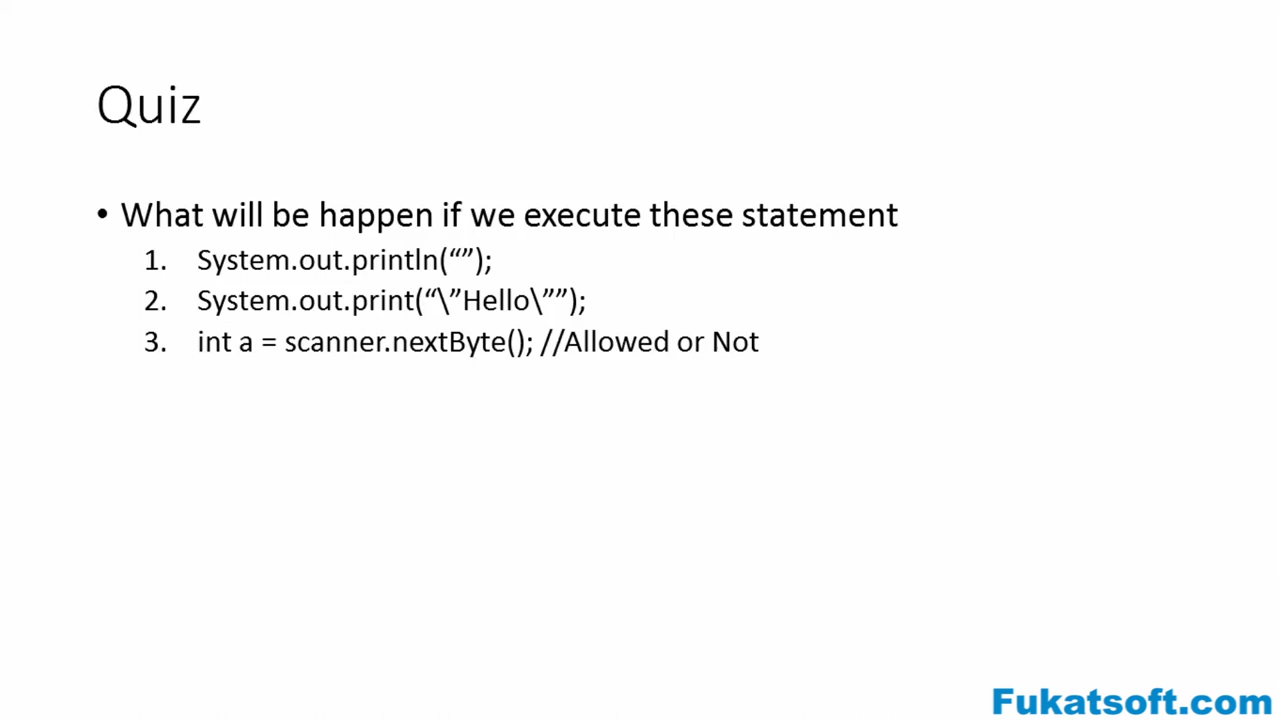 Quiz
• What will be happen if we execute these statement
1. System.out.println(“”);
2. System.out.print(“\”Hello\””);
3. int a = scanner.nextByte(); //Allowed or Not
Fukatsoft.com